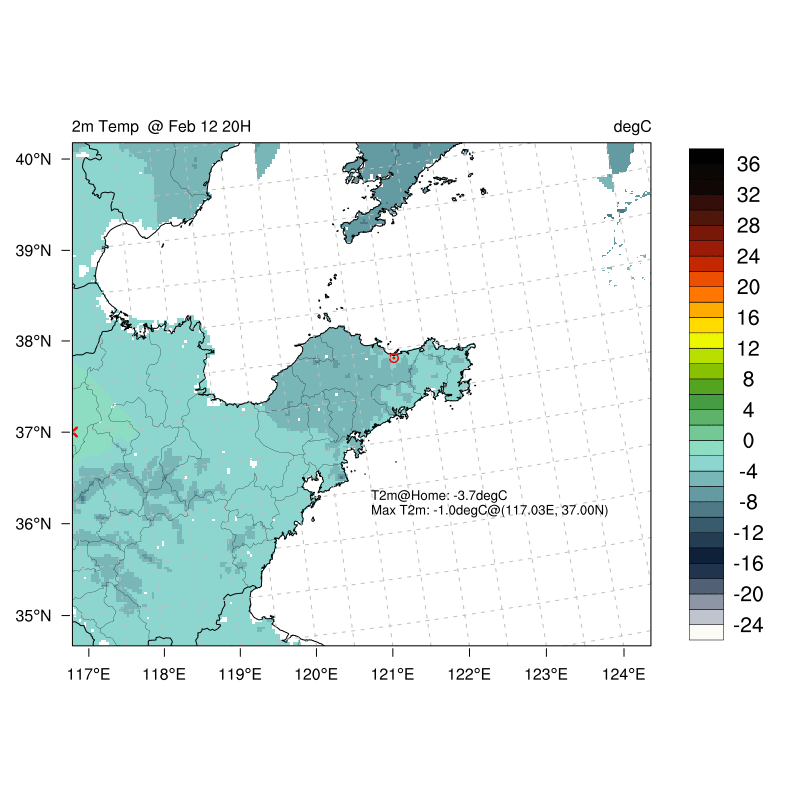 2m Temp @ Feb 12 20H
degC
40°N
39°N
38°N
37°N
36°N
35°N
117°E
118°E
119°E
120°E
121°E
122°E
123°E
124°E
T2m@Home: -3.7degC
Max T2m: -1.0degC@(117.03E, 37.00N)
36
32
28
24
20
16
12
8
4
0
-4
-8
-12
-16
-20
-24